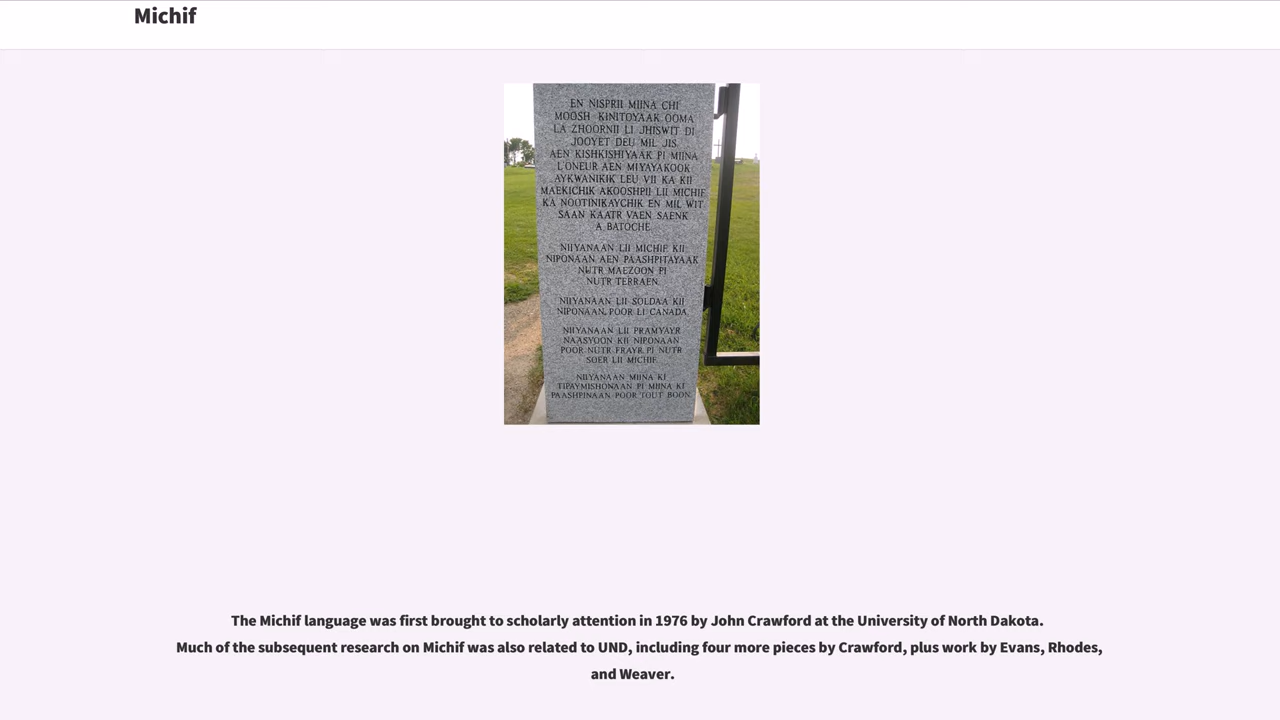 Michif
EN NISPRII MIINA CHI
MOOSH KINITOYAAK OOMA
LA ZHOORNII LI JHISWIT DI
JOOYET DEU MIL JIS
AEN KISHKISHIYAAK PI MIINA
L'ONEUR AEN MIYAYAKOOK
AYKWANIKIK LEU VII KA KII
MAEKICHIK AKOOSHPII LII MICHIF
KA NOOTINIKAYCHIK EN MIL WIT
SAAN KAATR VAEN SAENK
A BATOCHE.
NIIYANAAN LII MICHIF KII
NIPONAAN AEN PAASHPITAYAAK
NUTR MAEZOON PI
NUTR TERRAEN.
NIIYANAAN LII SOLDAA KII
NIPONAAN, POOR LI CANADA.
NIIYANAAN LII PRAMYAYR
NAASYOON KII NIPONAAN
POOR NUTR FRAYR PI NUTR
SOER LII MICHIF.
NIIYANAAN MIINA KI
TIPAYMISHONAAN PI MIINA KI
PAASHPINAAN POOR TOUT BOON.
The Michif language was first brought to scholarly attention in 1976 by John Crawford at the University of North Dakota.
Much of the subsequent research on Michif was also related to UND, including four more pieces by Crawford, plus work by Evans, Rhodes,
and Weaver.